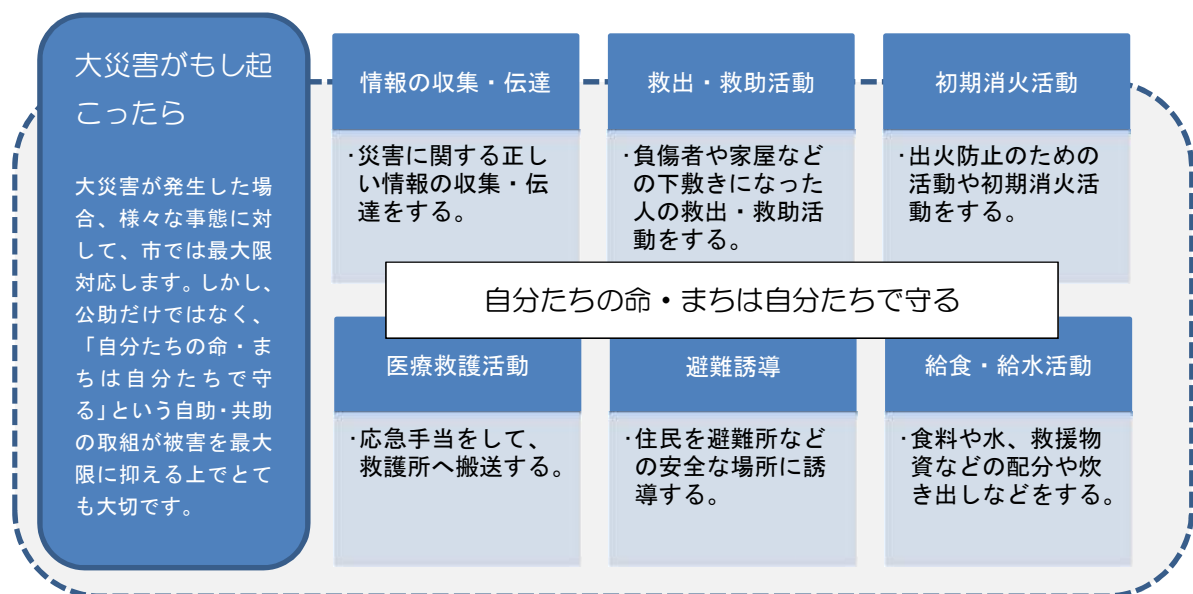 大災害がもし起
こったら
大災害が発生した場
合、様々な事態に対
して、市では最大限
対応します。しかし、
公助だけではなく、
「自分たちの命・ま
ちは自分たちで守
る」という自助・共助
の取組が被害を最大
限に抑える上でとて
も大切です。
情報の収集・伝達
・災害に関する正し
い情報の収集・伝
達をする。
救出・救助活動
・負傷者や家屋など
の下敷きになった
人の救出・救助活
動をする。
初期消火活動
・出火防止のための
活動や初期消火活
動をする。
自分たちの命・まちは自分たちで守る
医療救護活動
・応急手当をして、
救護所へ搬送する。
避難誘導
・住民を避難所など
の安全な場所に誘
導する。
給食・給水活動
・食料や水、救援物
資などの配分や炊
き出しなどをする。